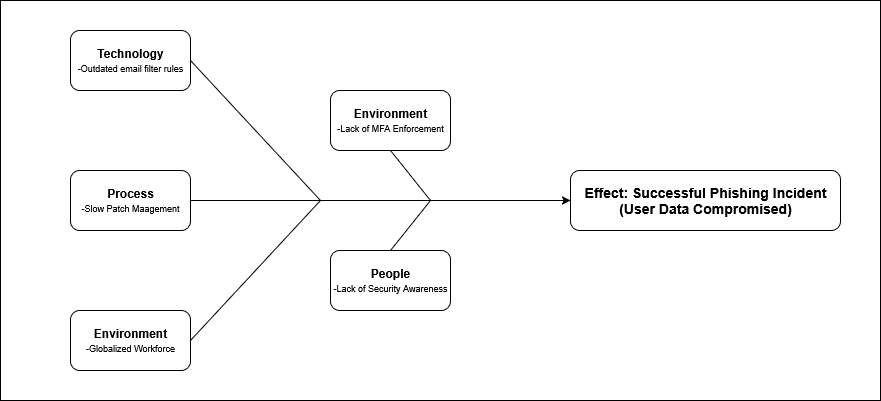 Technology
-Outdated email filter rules
Environment
-Lack of MFA Enforcement
Process
-Slow Patch Maagement
Effect: Successful Phishing Incident
(User Data Compromised)
People
-Lack of Security Awareness
Environment
-Globalized Workforce